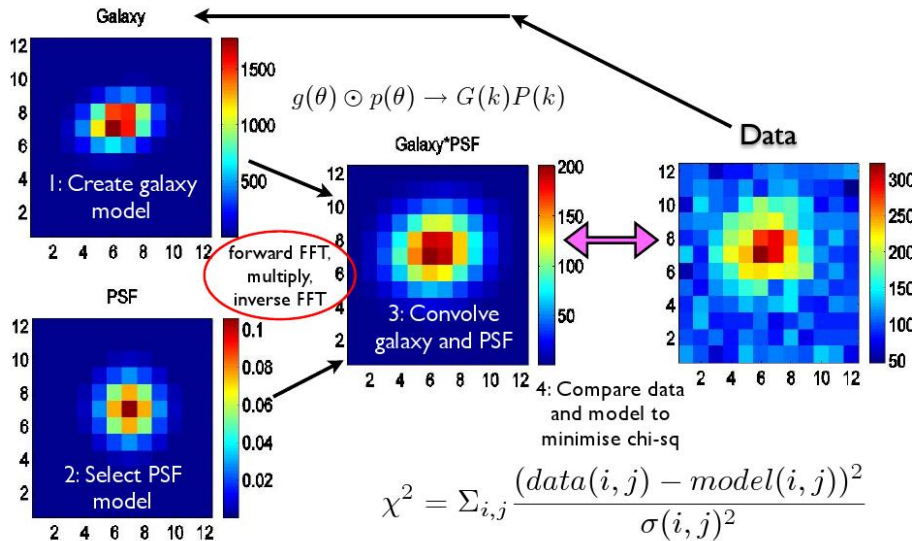 Galaxy
12
10
8
6
4
2
1500
1000
500
1: Create galaxy
model
g(θ) ⊙ p(θ) → G(k)P(k)
Data
forward FFT,
multiply,
inverse FFT
Galaxy*PSF
12
10
8
6
4
2
2 4 6 8 10 12
200
150
100
50
3: Convolve
galaxy and PSF
12
10
8
6
4
2
2 4 6 8 10 12
300
250
200
150
100
50
2 4 6 8 10 12
PSF
12
10
8
6
4
2
2 4 6 8 10 12
0.1
0.08
0.06
0.04
0.02
2: Select PSF
model
4: Compare data
and model to
minimise chi-sq
χ² = Σi,j (data(i, j) − model(i, j))² / σ(i, j)²